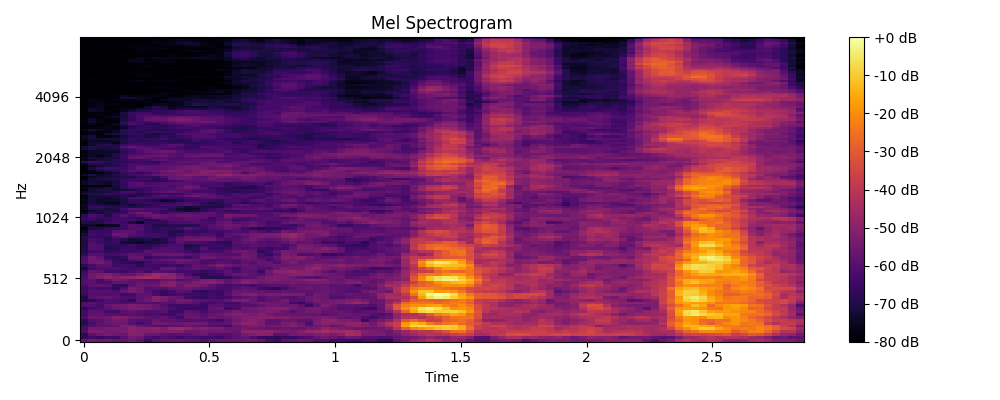 Mel Spectrogram
+0 dB
-10 dB
-20 dB
-30 dB
-40 dB
-50 dB
-60 dB
-70 dB
-80 dB
Hz
4096
2048
1024
512
0
0
0.5
1
1.5
2
2.5
Time